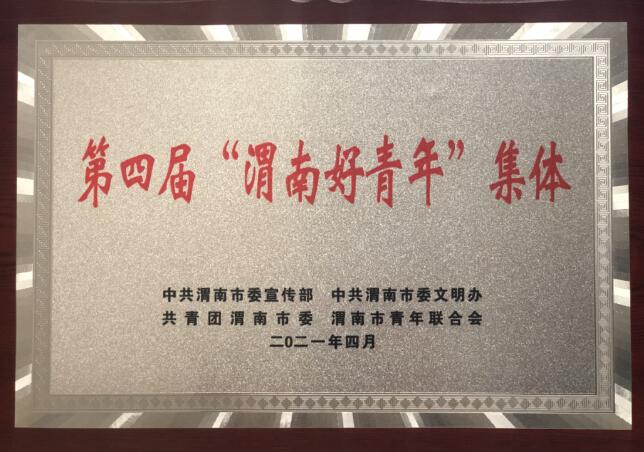 第四届“渭南好青年”集体
中共渭南市委宣传部 中共渭南市委文明办
共青团渭南市委 渭南市青年联合会
二0二一年四月